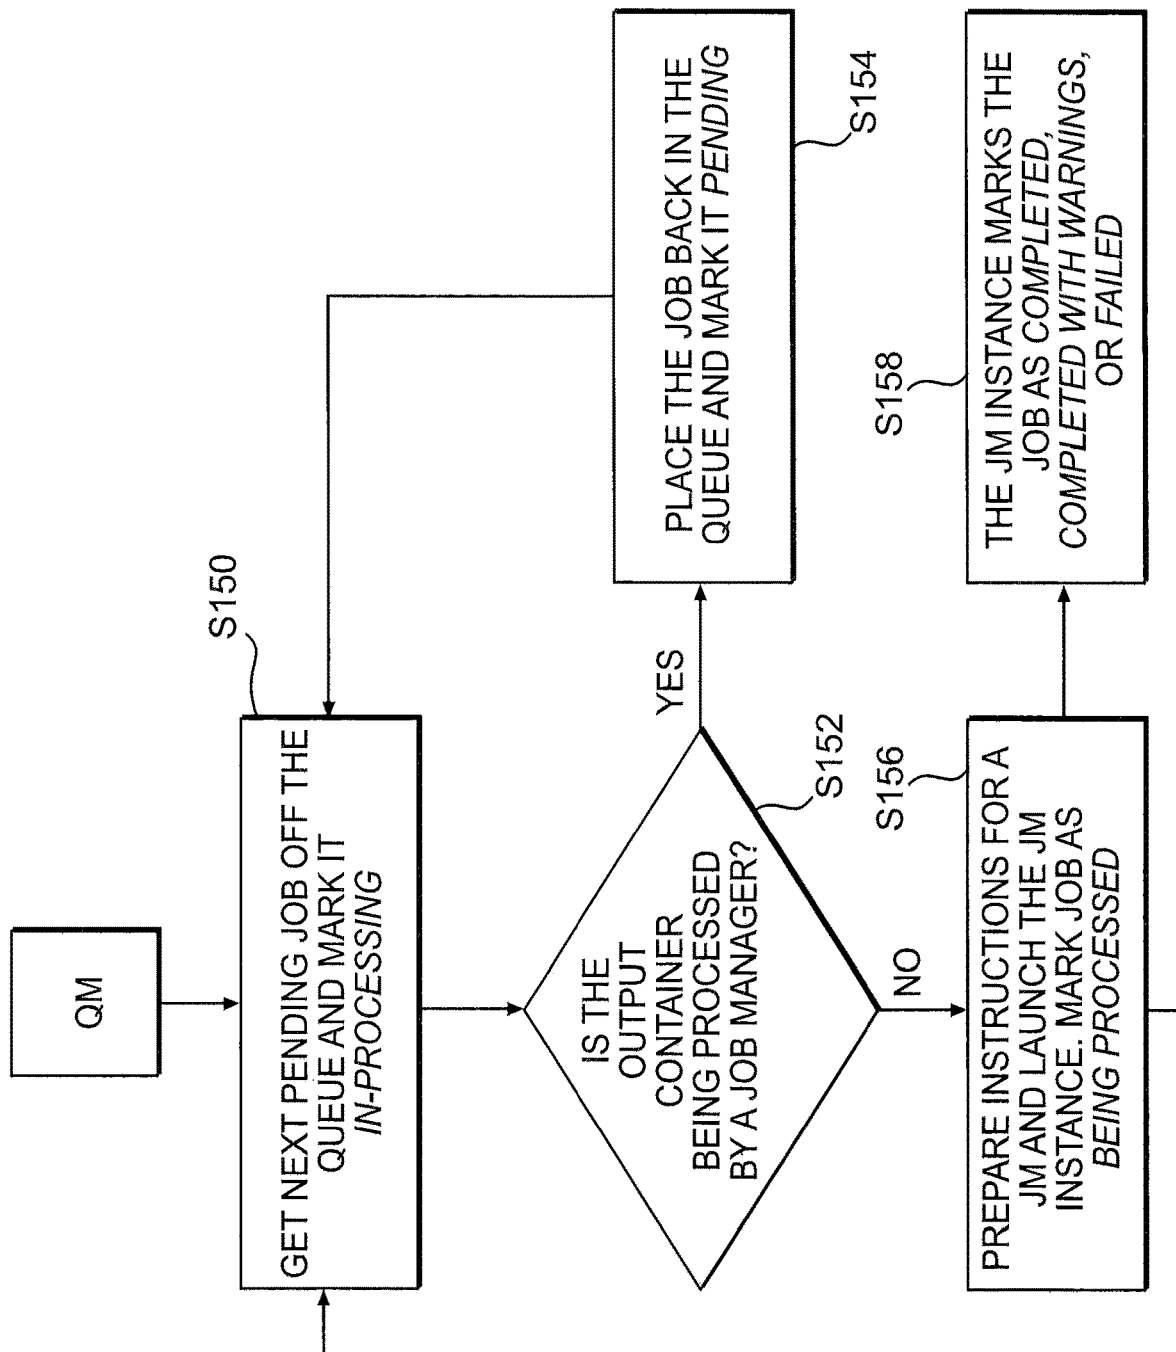 QM
S150
GET NEXT PENDING JOB OFF THE
QUEUE AND MARK IT
IN-PROCESSING
IS THE
OUTPUT
CONTAINER
BEING PROCESSED
BY A JOB MANAGER?
S152
YES
PLACE THE JOB BACK IN THE
QUEUE AND MARK IT PENDING
S154
NO
S156
PREPARE INSTRUCTIONS FOR A
JM AND LAUNCH THE JM
INSTANCE. MARK JOB AS
BEING PROCESSED
S158
THE JM INSTANCE MARKS THE
JOB AS COMPLETED,
COMPLETED WITH WARNINGS,
OR FAILED